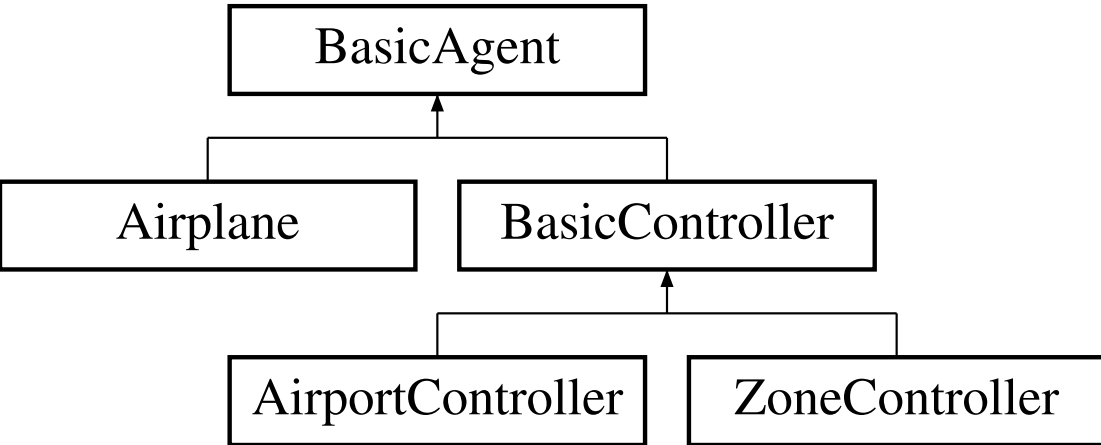 BasicAgent
Airplane
BasicController
AirportController
ZoneController